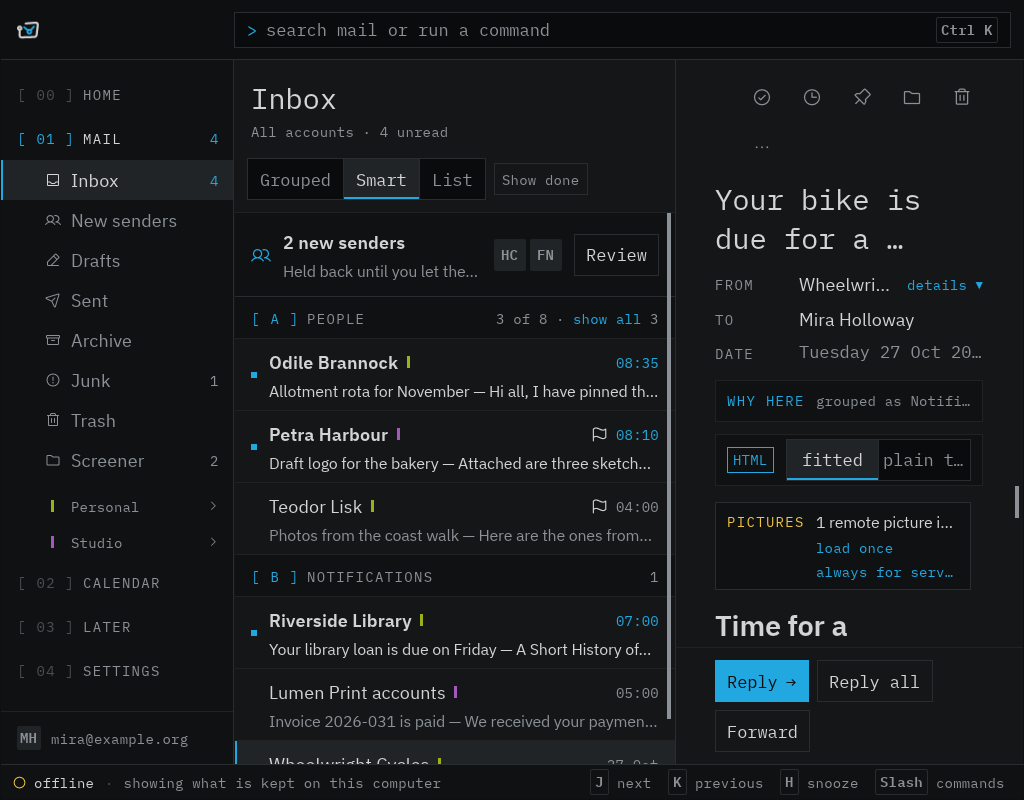 > search mail or run a command Ctrl K
[ 00 ] HOME
[ 01 ] MAIL 4
Inbox 4
New senders
Drafts
Sent
Archive
Junk 1
Trash
Screener 2
Personal
Studio
[ 02 ] CALENDAR
[ 03 ] LATER
[ 04 ] SETTINGS
MH mira@example.org
Inbox
All accounts · 4 unread
Grouped Smart List Show done
2 new senders
Held back until you let the…
HC FN Review
[ A ] PEOPLE 3 of 8 · show all 3
Odile Brannock 08:35
Allotment rota for November — Hi all, I have pinned th…
Petra Harbour 08:10
Draft logo for the bakery — Attached are three sketch…
Teodor Lisk 04:00
Photos from the coast walk — Here are the ones from…
[ B ] NOTIFICATIONS 1
Riverside Library 07:00
Your library loan is due on Friday — A Short History of…
Lumen Print accounts 05:00
Invoice 2026-031 is paid — We received your paymen…
Wheelwright Cycles 27 Oct
…
Your bike is
due for a …
FROM Wheelwri… details ▾
TO Mira Holloway
DATE Tuesday 27 Oct 20…
WHY HERE grouped as Notifi…
HTML fitted plain t…
PICTURES 1 remote picture i…
load once
always for serv…
Time for a
Reply → Reply all
Forward
offline · showing what is kept on this computer
J next K previous H snooze Slash commands